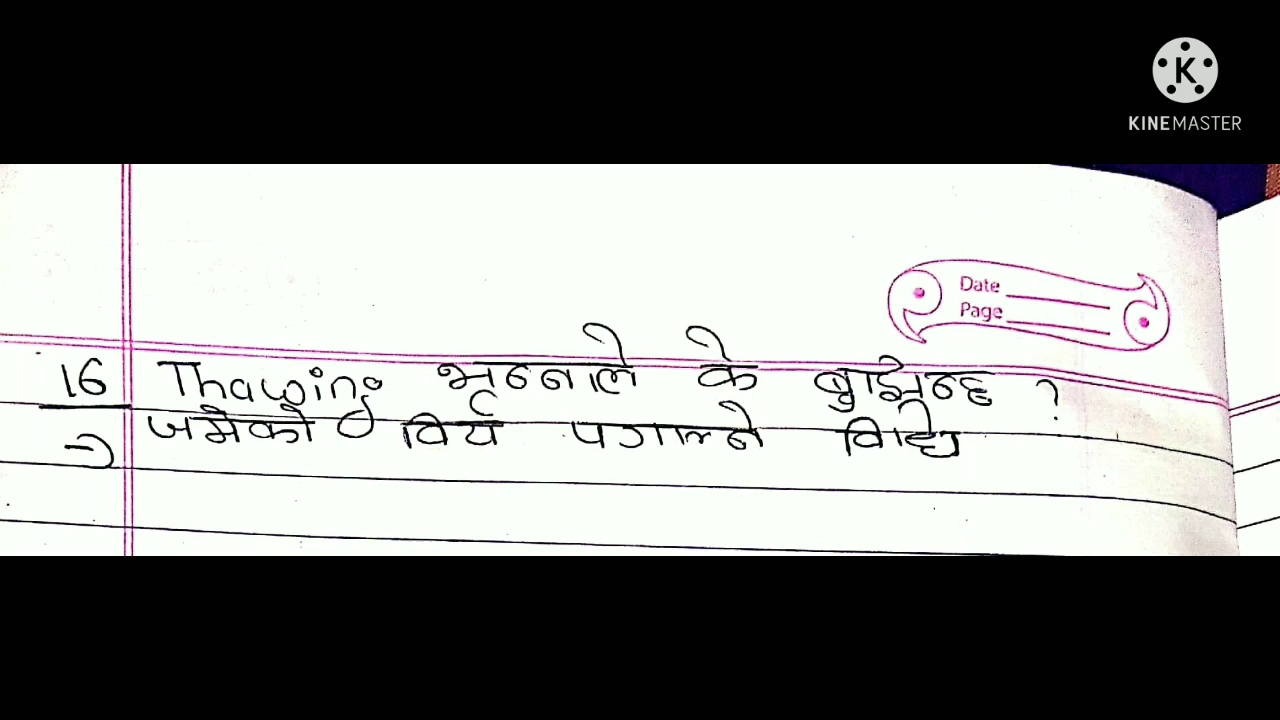 KINEMASTER
Date
Page
16 Thawing भन्नाले के बुझिन्छ ?
→ जमेको विर्य पगाल्ने विधि